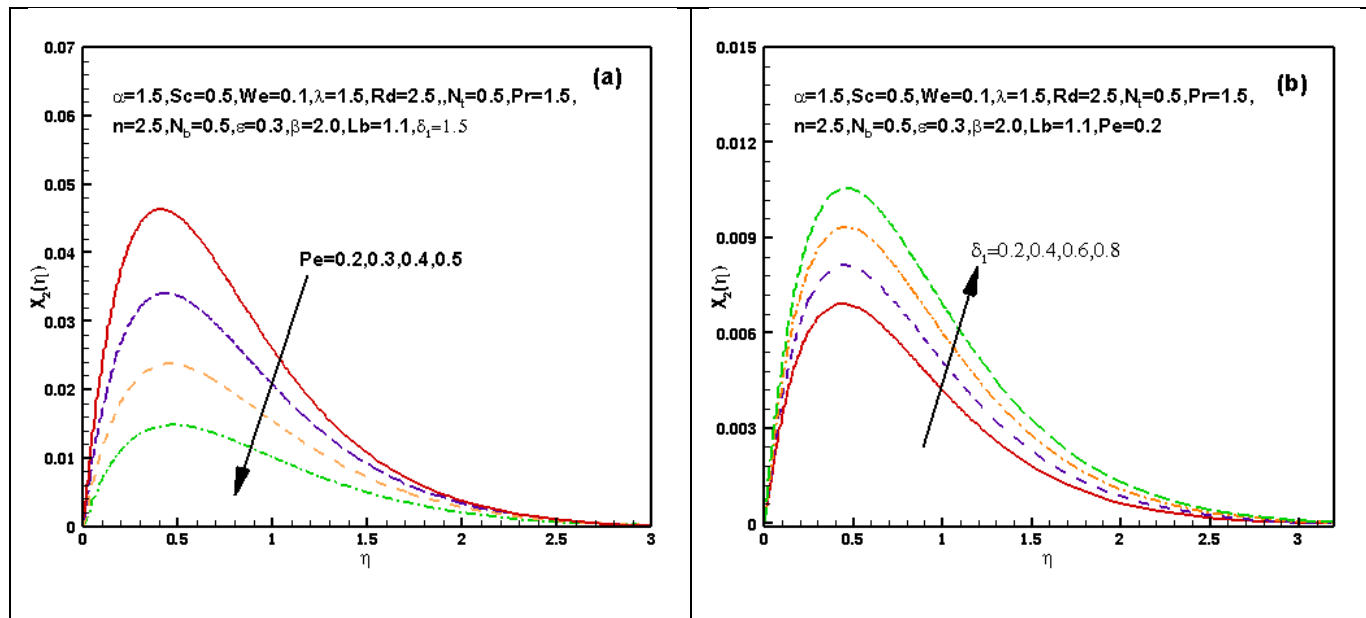 0.07
(a)
α=1.5,Sc=0.5,We=0.1,λ=1.5,Rd=2.5,,Nt=0.5,Pr=1.5,
n=2.5,Nb=0.5,ε=0.3,β=2.0,Lb=1.1,δ1=1.5
0.06
0.05
0.04
Pe=0.2,0.3,0.4,0.5
X2(η)
0.03
0.02
0.01
0
0 0.5 1 1.5 2 2.5 3
η
0.015
(b)
α=1.5,Sc=0.5,We=0.1,λ=1.5,Rd=2.5,Nt=0.5,Pr=1.5,
n=2.5,Nb=0.5,ε=0.3,β=2.0,Lb=1.1,Pe=0.2
0.012
0.009
δ1=0.2,0.4,0.6,0.8
X2(η)
0.006
0.003
0
0 0.5 1 1.5 2 2.5 3
η